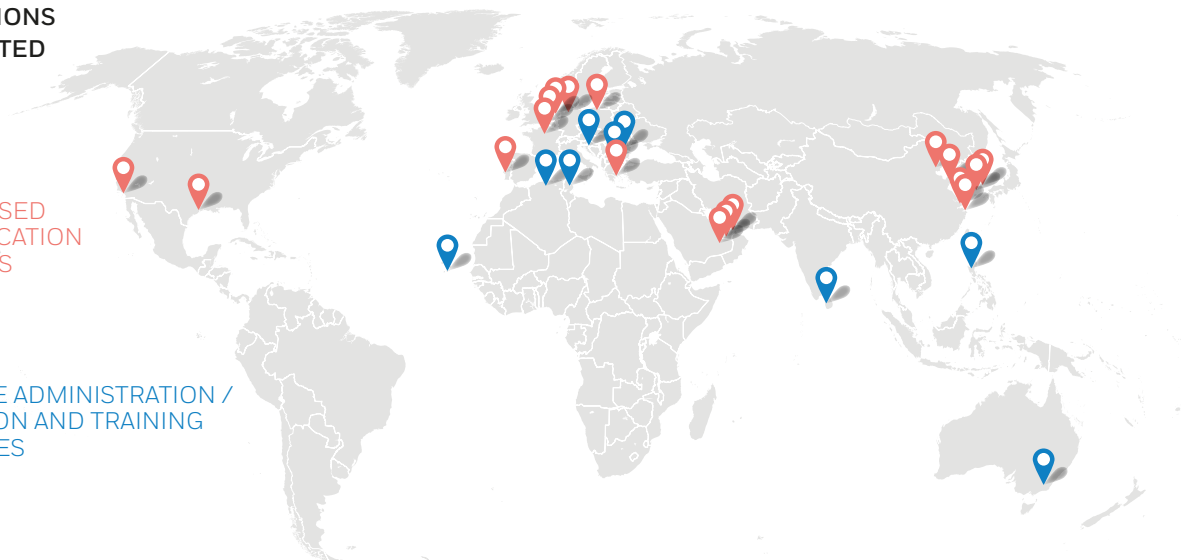 IONS
TED
SED
CATION
S
E ADMINISTRATION /
ON AND TRAINING
ES